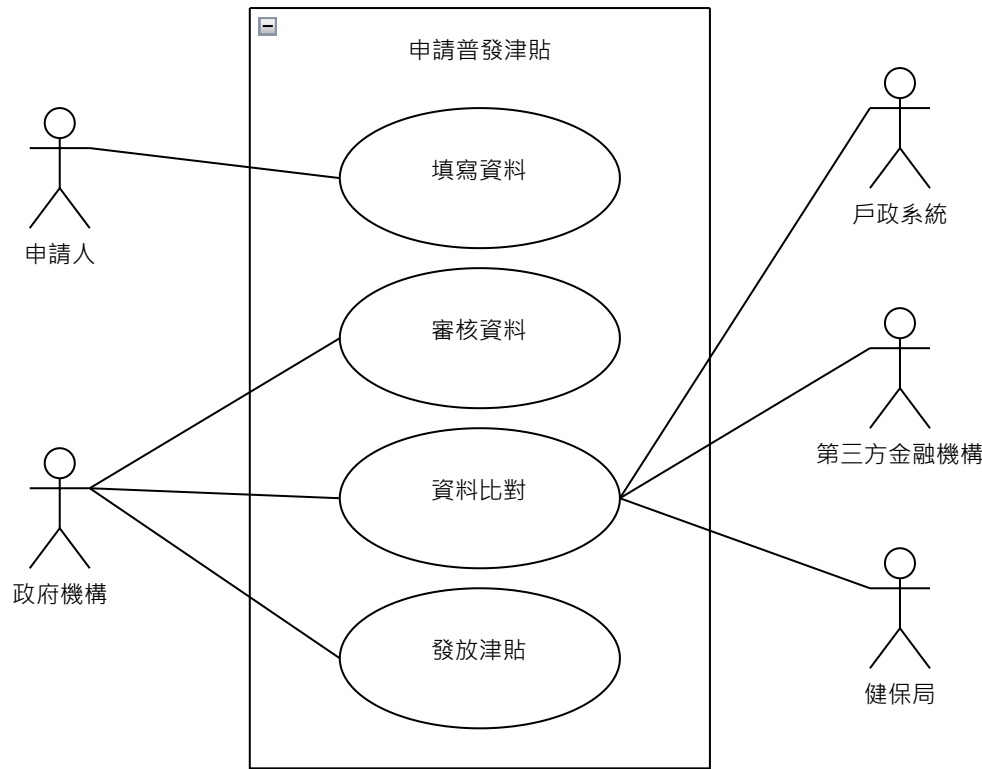 申請普發津貼
填寫資料
申請人
戶政系統
審核資料
第三方金融機構
資料比對
政府機構
發放津貼
健保局